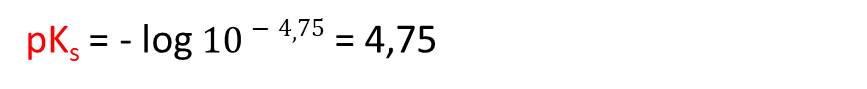 pKₛ = - log 10⁻⁴,⁷⁵ = 4,75